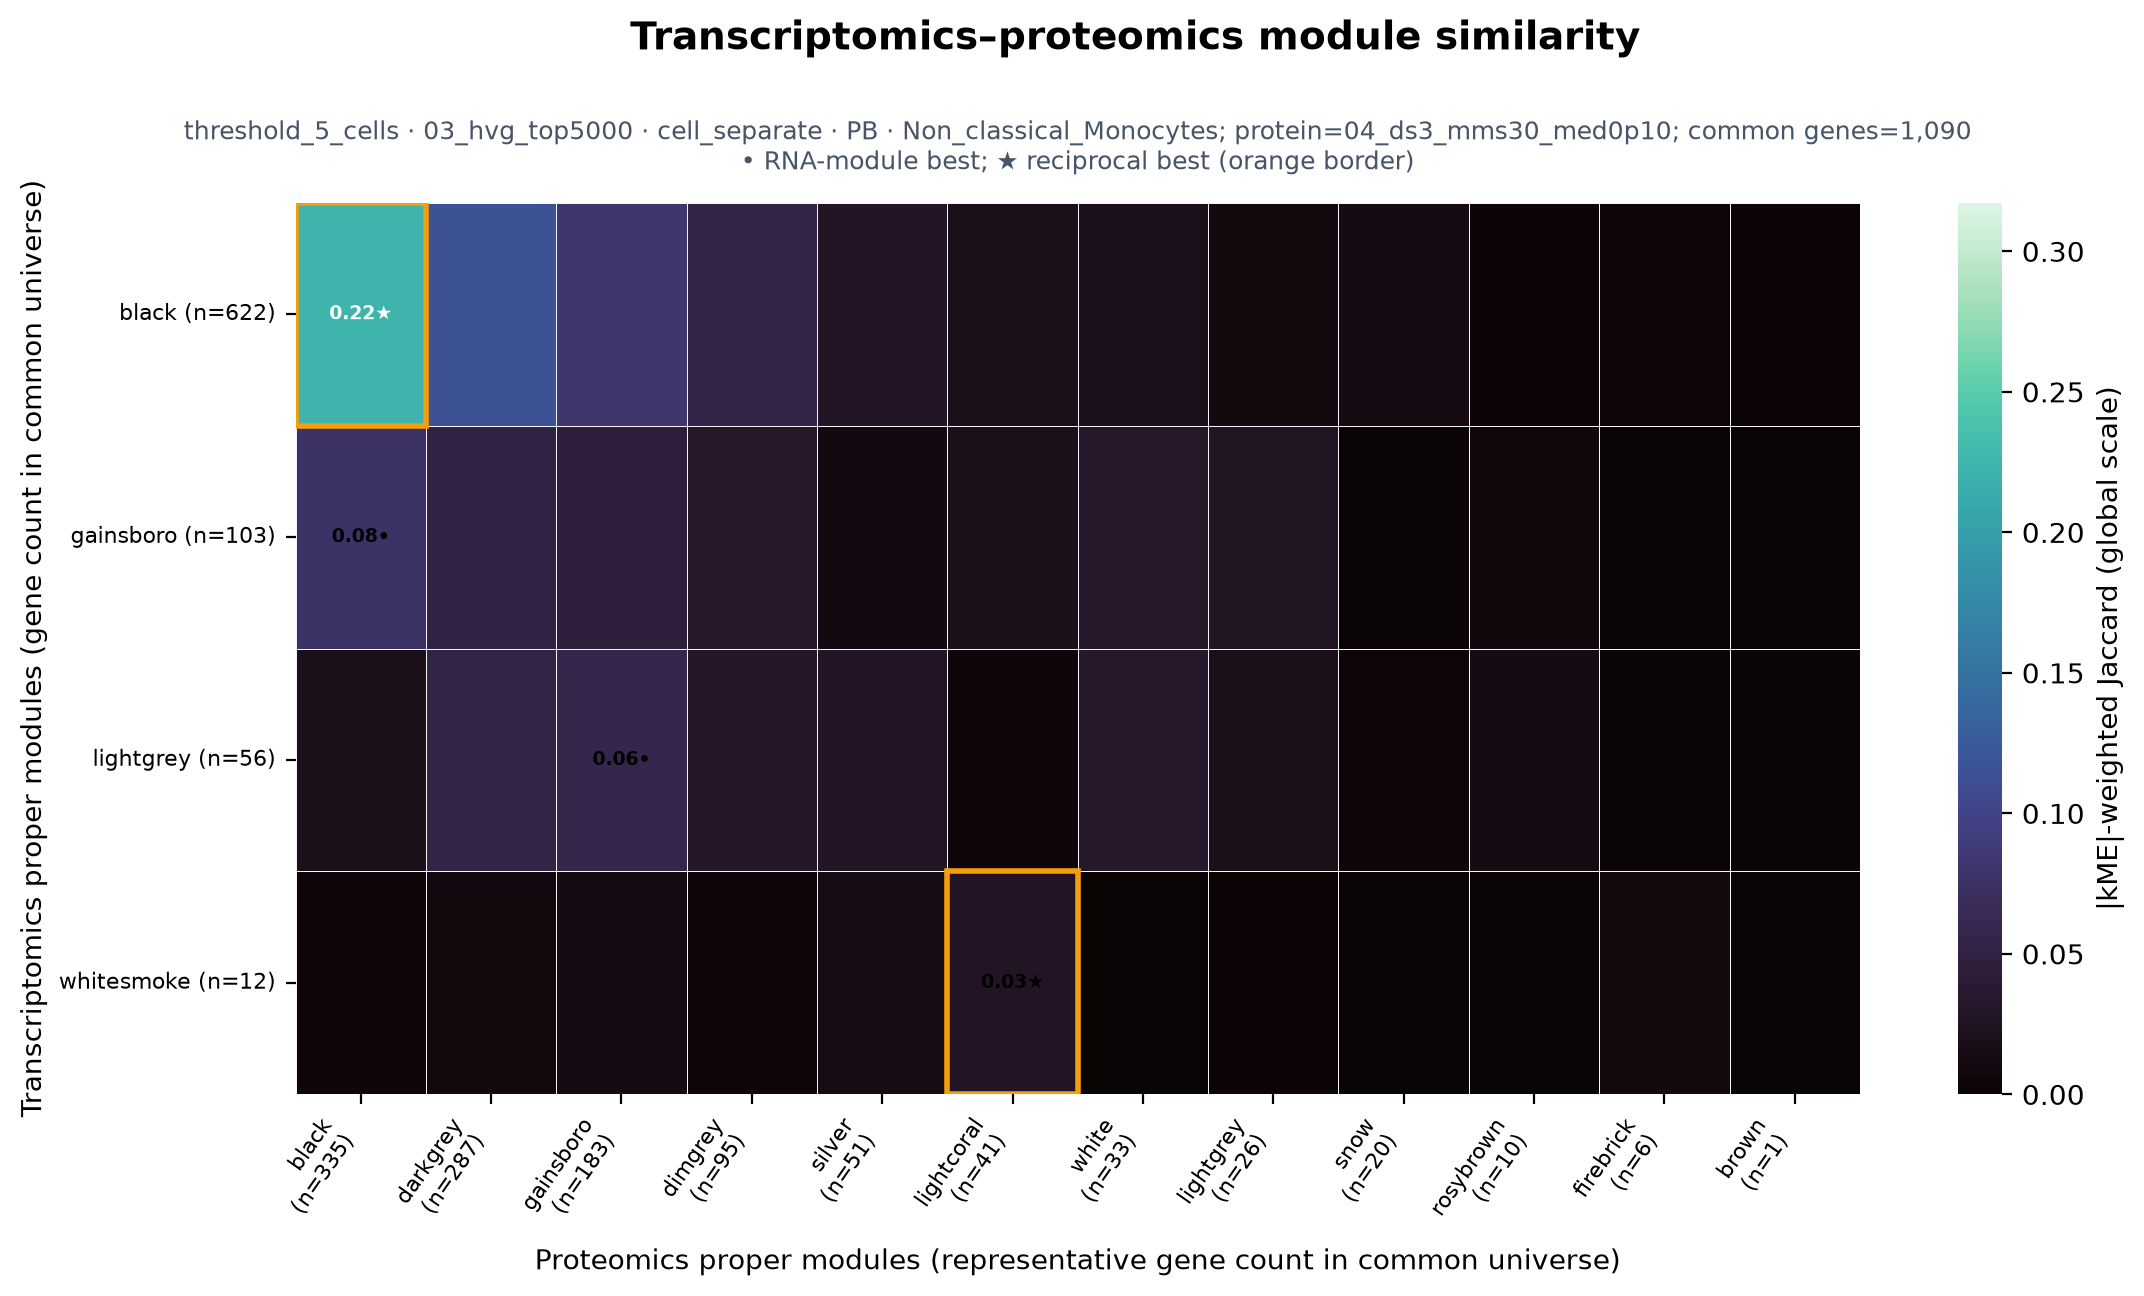 Transcriptomics–proteomics module similarity
threshold_5_cells · 03_hvg_top5000 · cell_separate · PB · Non_classical_Monocytes; protein=04_ds3_mms30_med0p10; common genes=1,090
• RNA-module best; ★ reciprocal best (orange border)
Transcriptomics proper modules (gene count in common universe)
black (n=622)
gainsboro (n=103)
lightgrey (n=56)
whitesmoke (n=12)
0.22★
0.08•
0.06•
0.03★
black
(n=335)
darkgrey
(n=287)
gainsboro
(n=183)
dimgrey
(n=95)
silver
(n=51)
lightcoral
(n=41)
white
(n=33)
lightgrey
(n=26)
snow
(n=20)
rosybrown
(n=10)
firebrick
(n=6)
brown
(n=1)
Proteomics proper modules (representative gene count in common universe)
0.30
0.25
0.20
0.15
0.10
0.05
0.00
|kME|-weighted Jaccard (global scale)